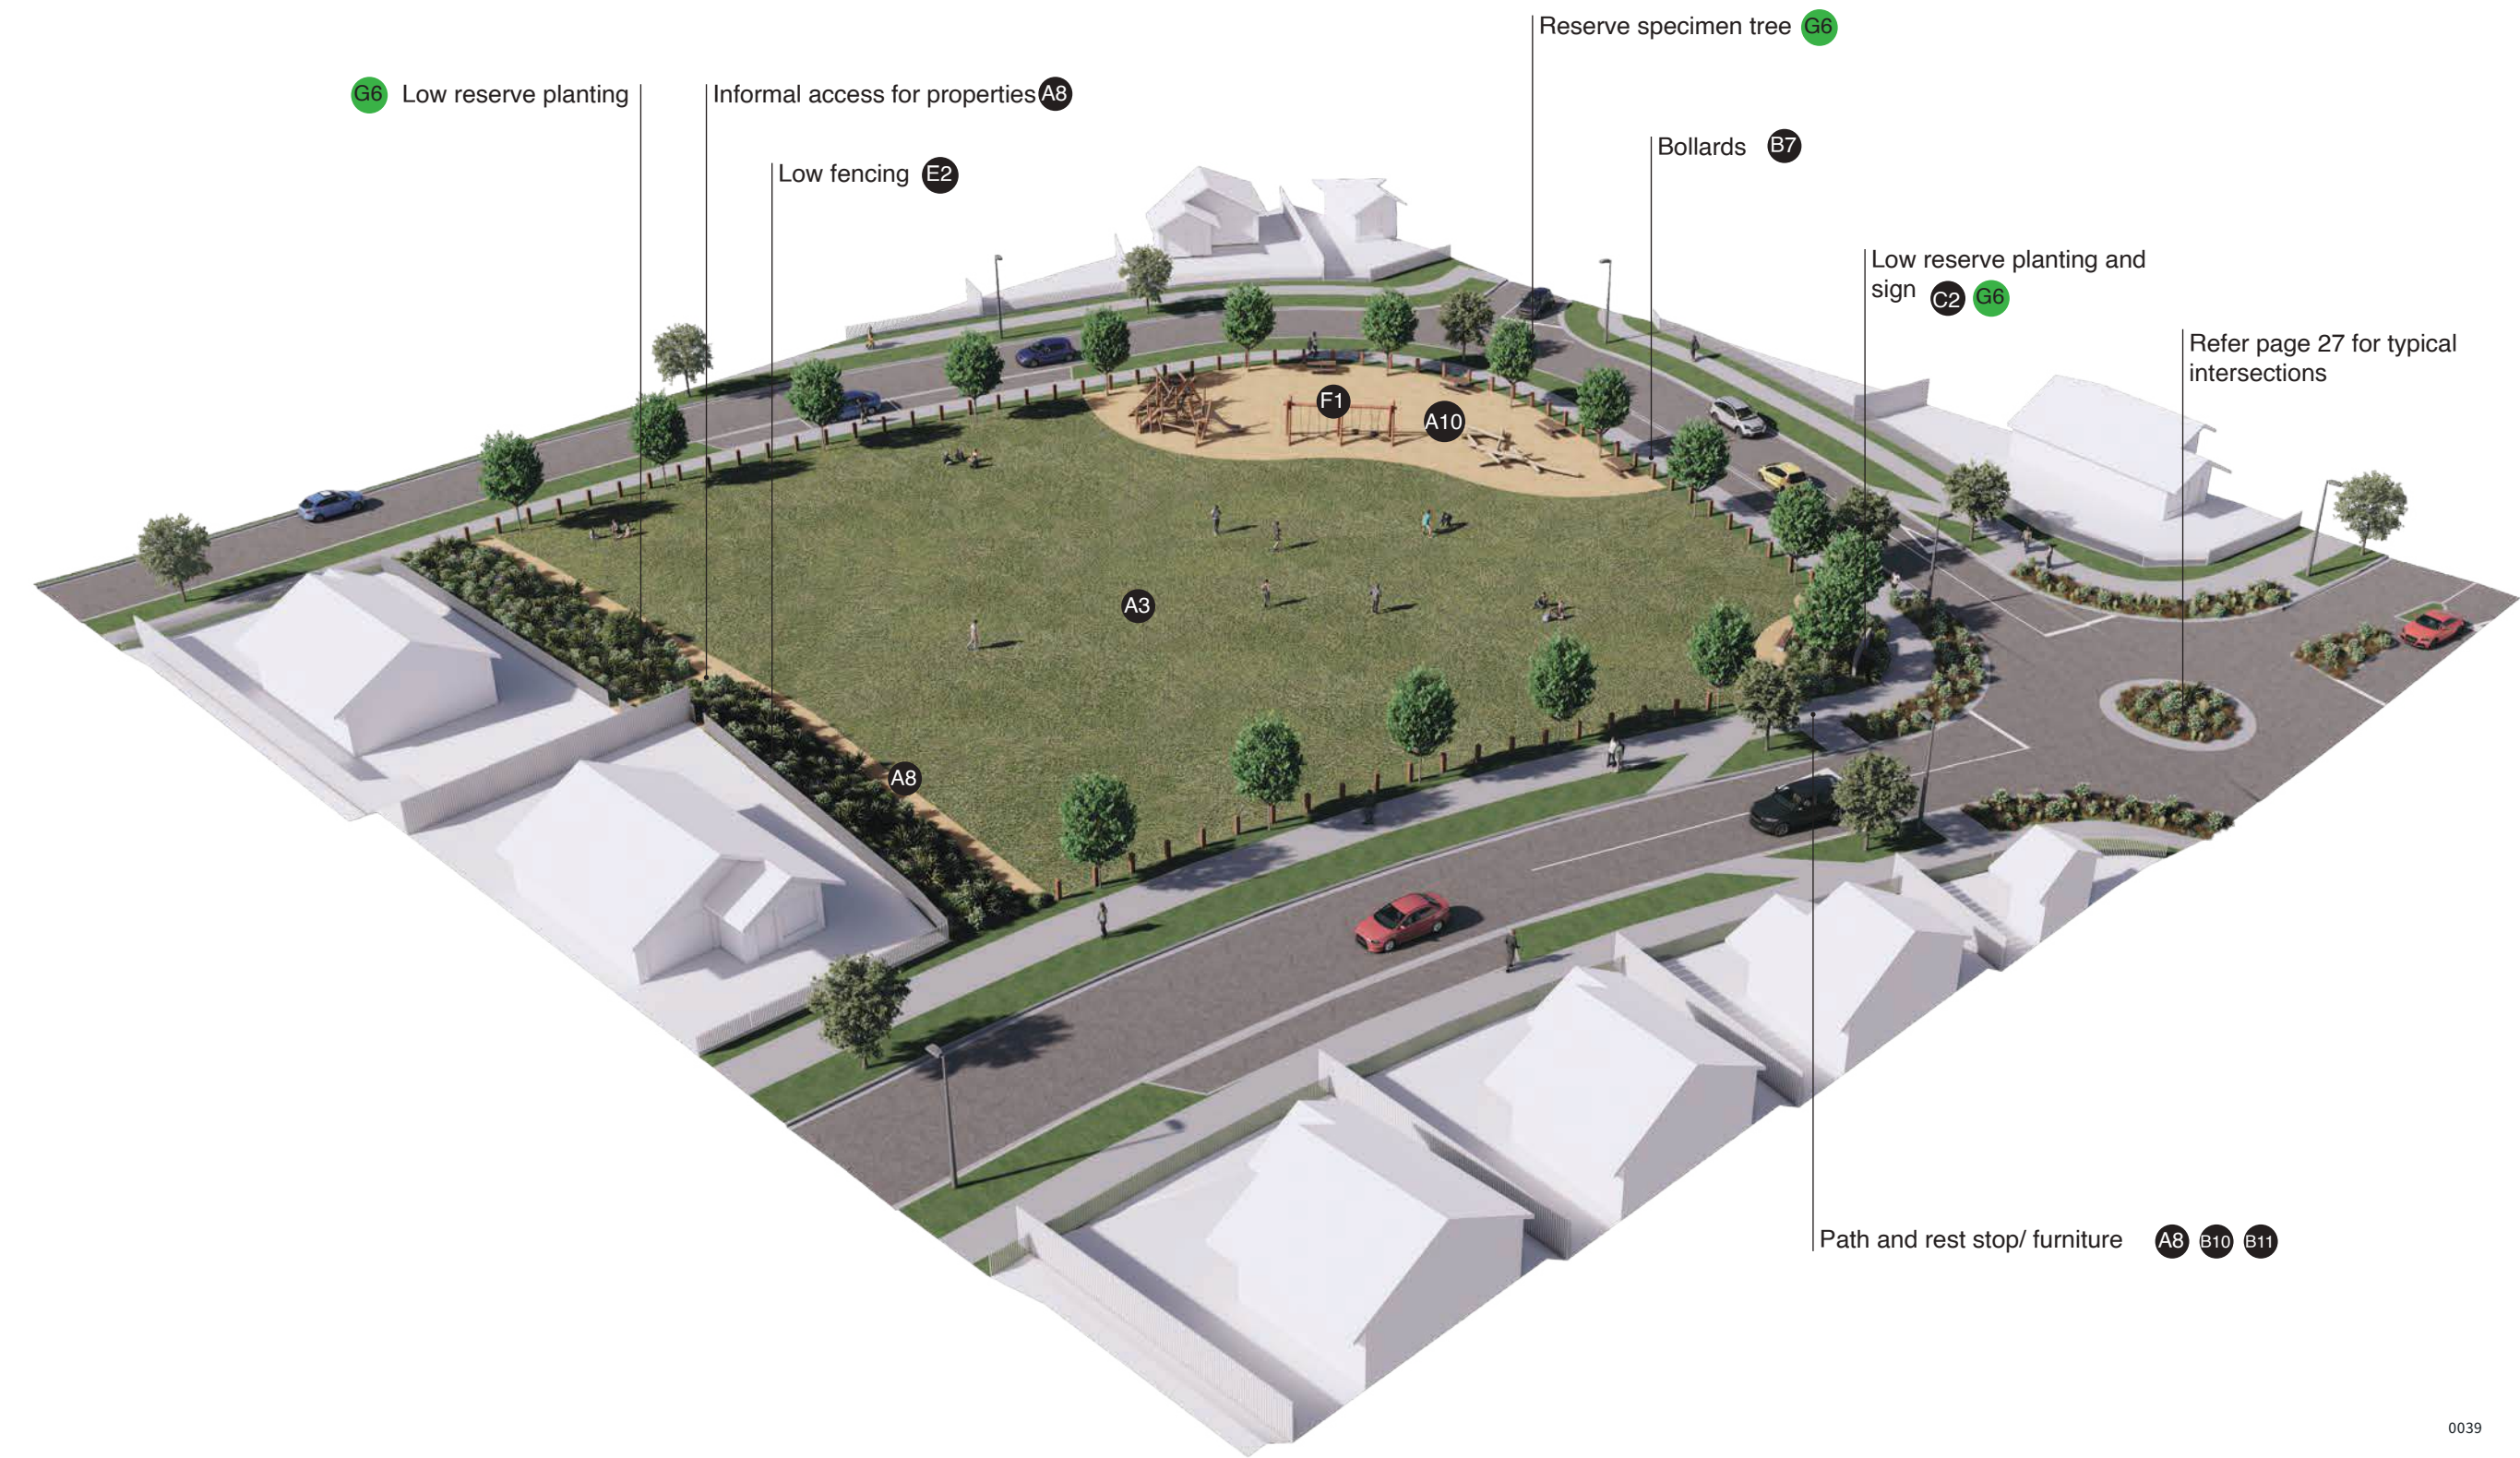 Reserve specimen tree G6
G6 Low reserve planting
Informal access for properties A8
Bollards B7
Low fencing E2
Low reserve planting and
sign C2 G6
Refer page 27 for typical
intersections
F1
A10
A3
A8
Path and rest stop/ furniture A8 B10 B11
0039